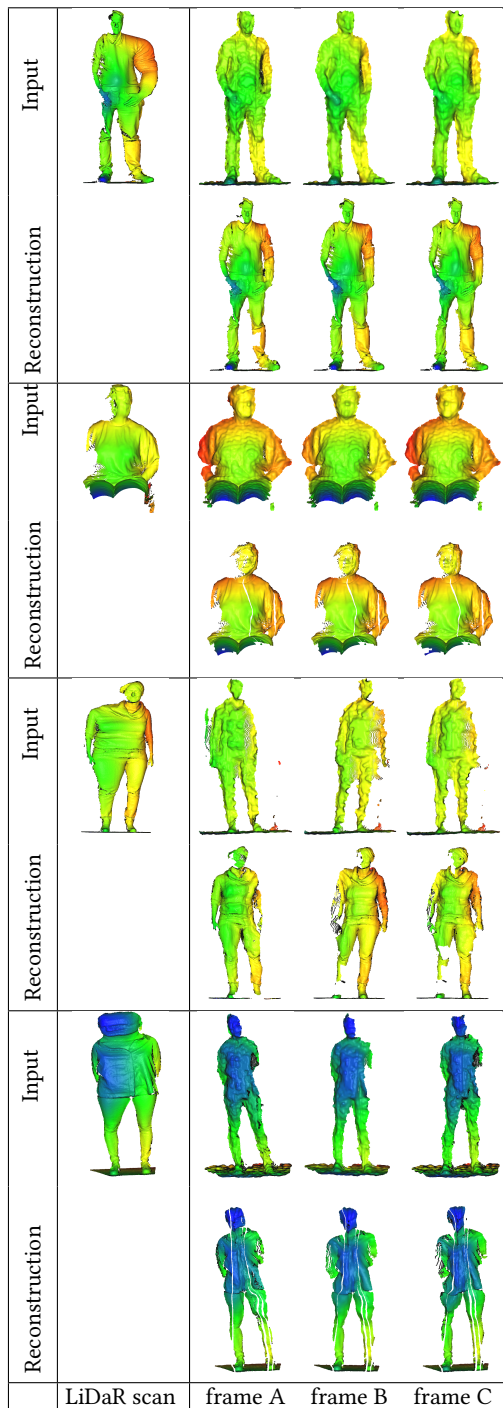 Input
Reconstruction
Input
Reconstruction
Input
Reconstruction
Input
Reconstruction
LiDaR scan frame A frame B frame C